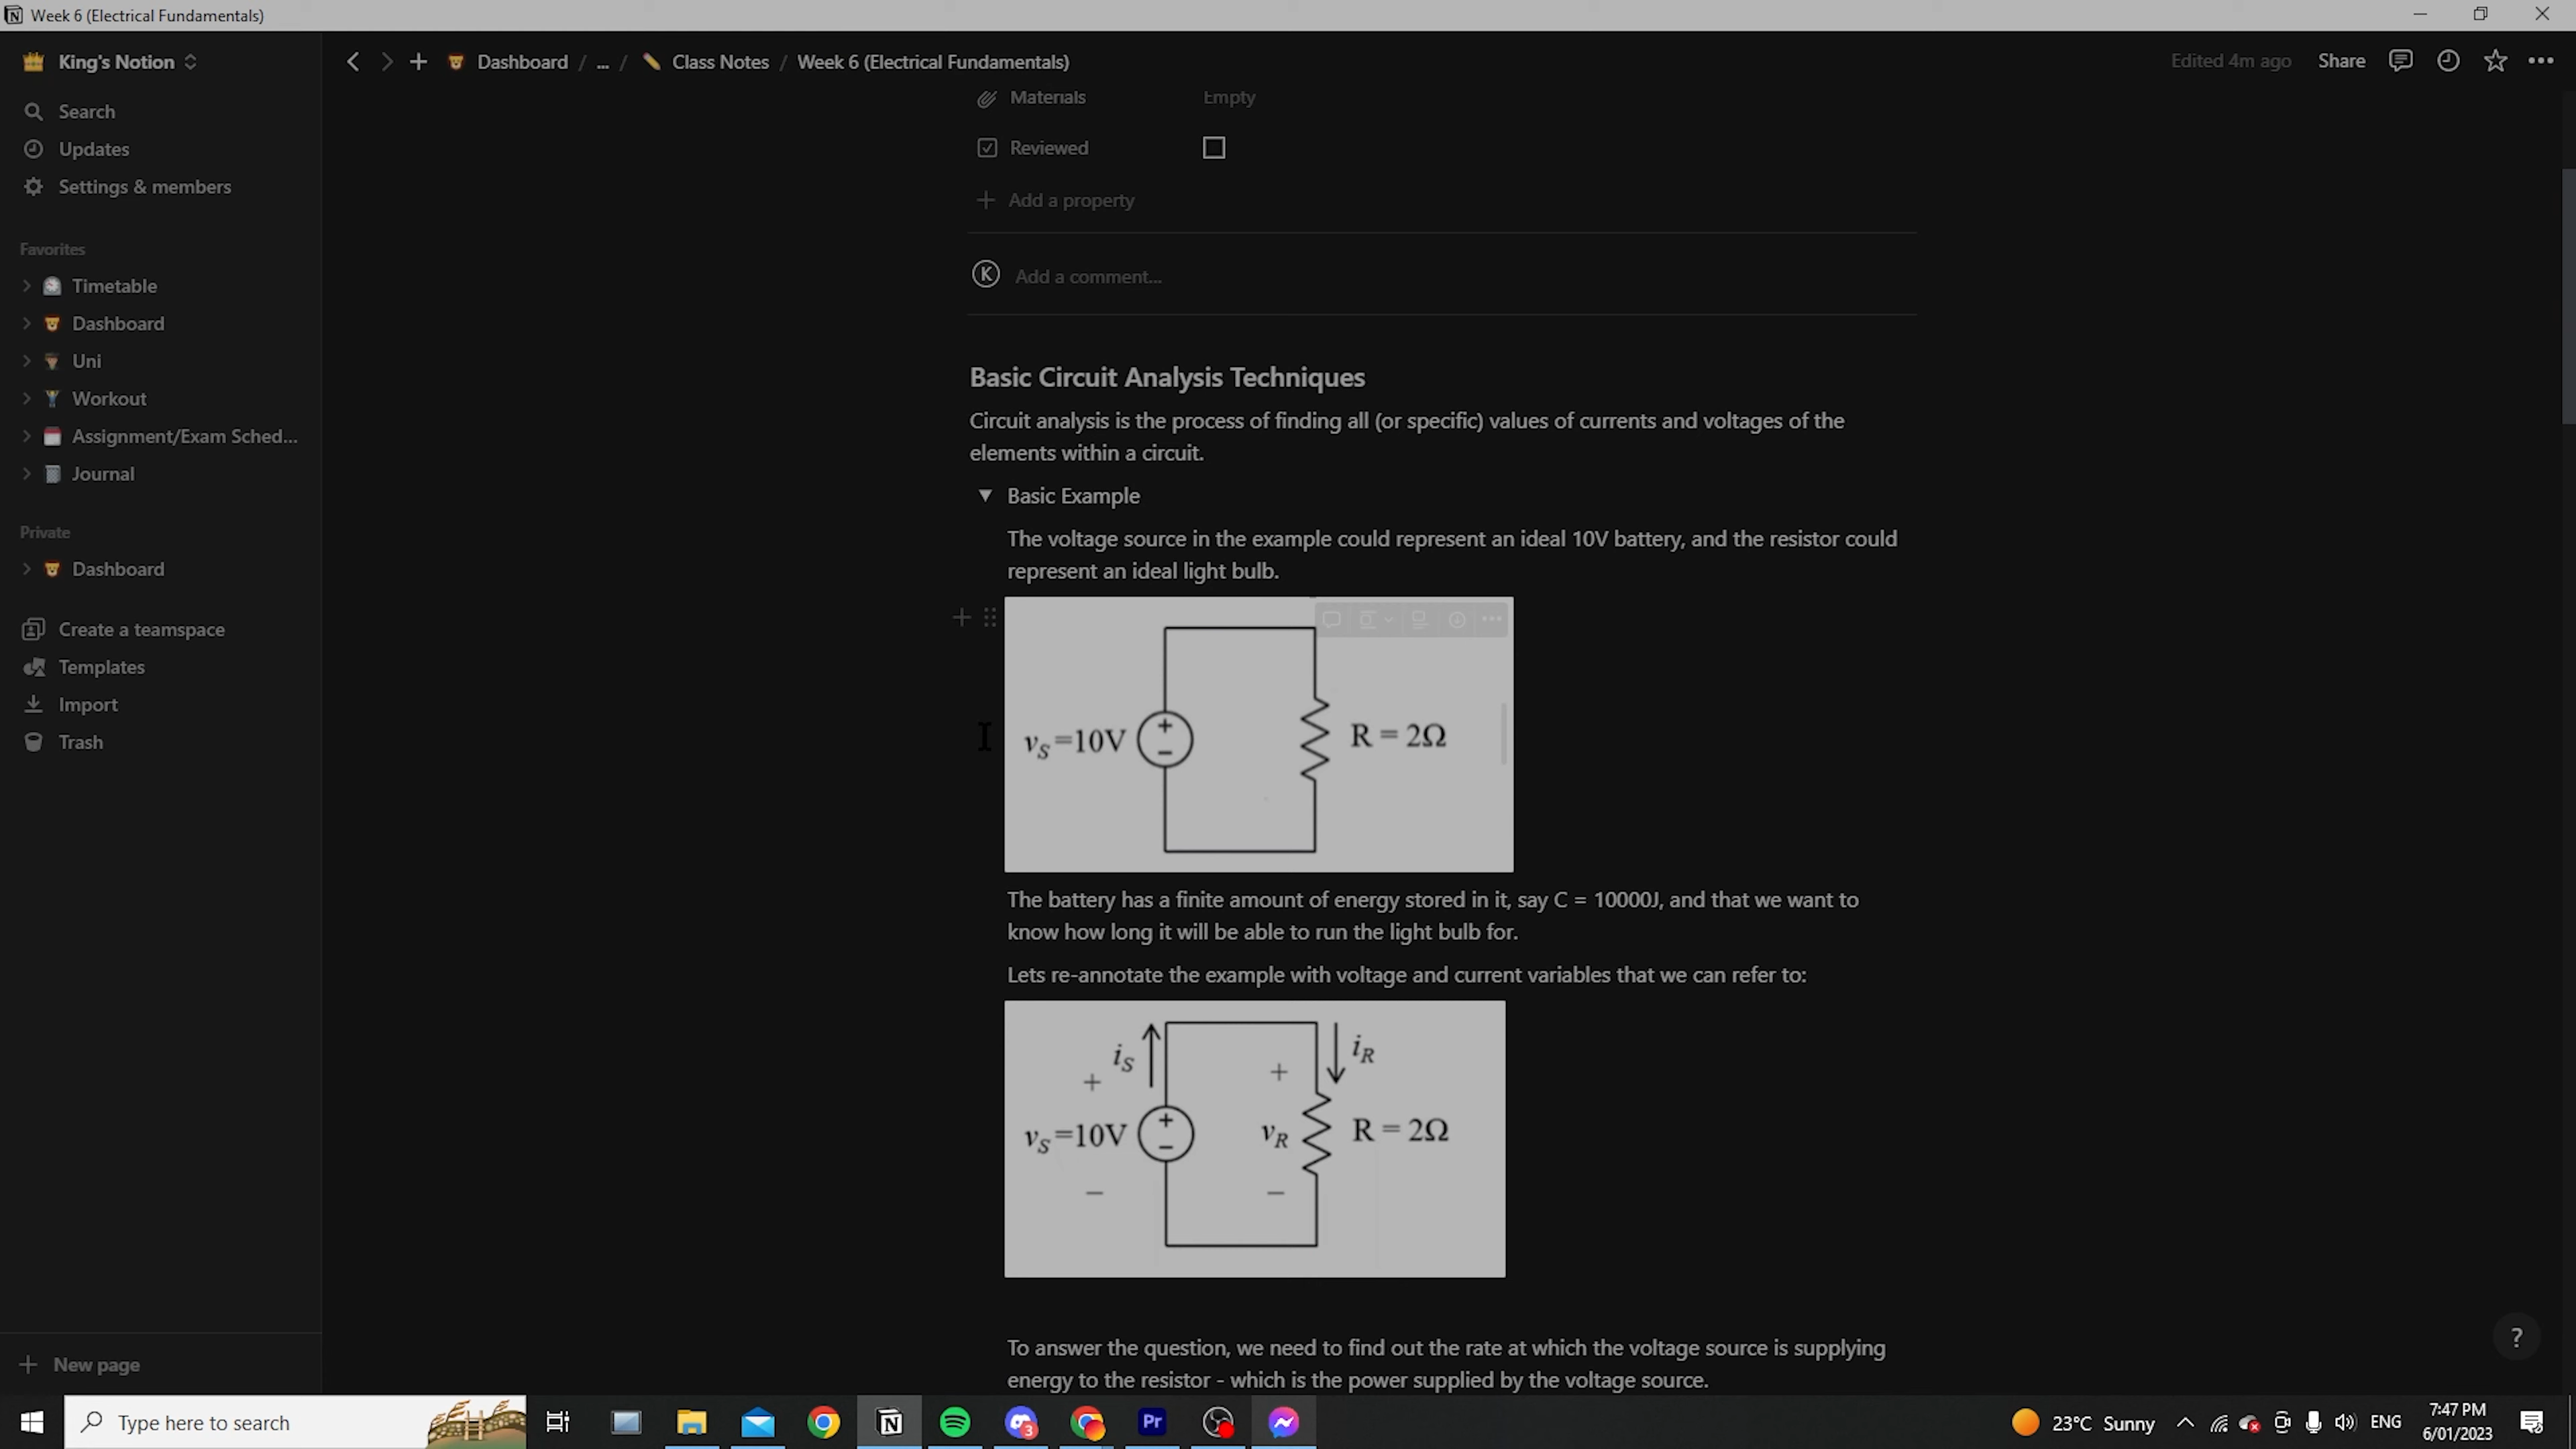 Week 6 (Electrical Fundamentals)
King's Notion
Dashboard / ... / Class Notes / Week 6 (Electrical Fundamentals)
Edited 4m ago
Share
Search
Updates
Settings & members
Favorites
Timetable
Dashboard
Uni
Workout
Assignment/Exam Sched...
Journal
Private
Dashboard
Create a teamspace
Templates
Import
Trash
New page
Materials Empty
Reviewed
Add a property
K Add a comment...
Basic Circuit Analysis Techniques
Circuit analysis is the process of finding all (or specific) values of currents and voltages of the
elements within a circuit.
Basic Example
The voltage source in the example could represent an ideal 10V battery, and the resistor could
represent an ideal light bulb.
+
vS=10V
−
R = 2Ω
The battery has a finite amount of energy stored in it, say C = 10000J, and that we want to
know how long it will be able to run the light bulb for.
Lets re-annotate the example with voltage and current variables that we can refer to:
iS iR
+ +
+
vS=10V vR R = 2Ω
−
− −
To answer the question, we need to find out the rate at which the voltage source is supplying
energy to the resistor - which is the power supplied by the voltage source.
?
Type here to search
N
3
Pr
23°C Sunny
ENG
7:47 PM
6/01/2023